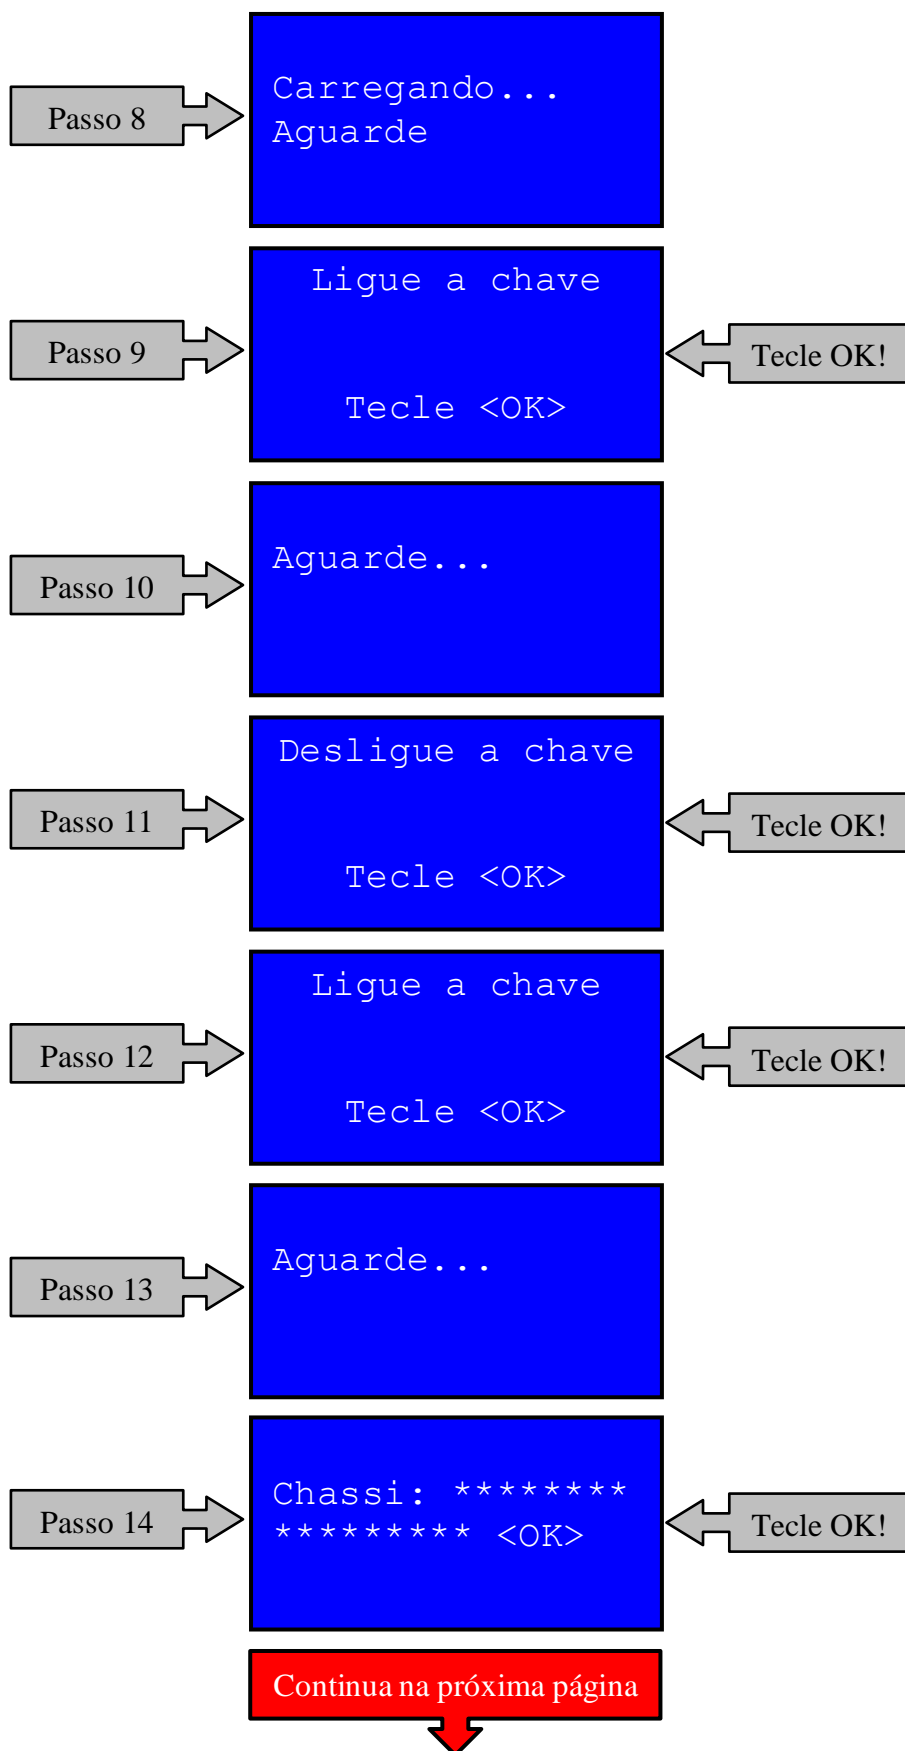 Passo 8
Carregando...
Aguarde
Passo 9
Ligue a chave
Tecle <OK>
Tecle OK!
Passo 10
Aguarde...
Passo 11
Desligue a chave
Tecle <OK>
Tecle OK!
Passo 12
Ligue a chave
Tecle <OK>
Tecle OK!
Passo 13
Aguarde...
Passo 14
Chassi: ********
********* <OK>
Tecle OK!
Continua na próxima página